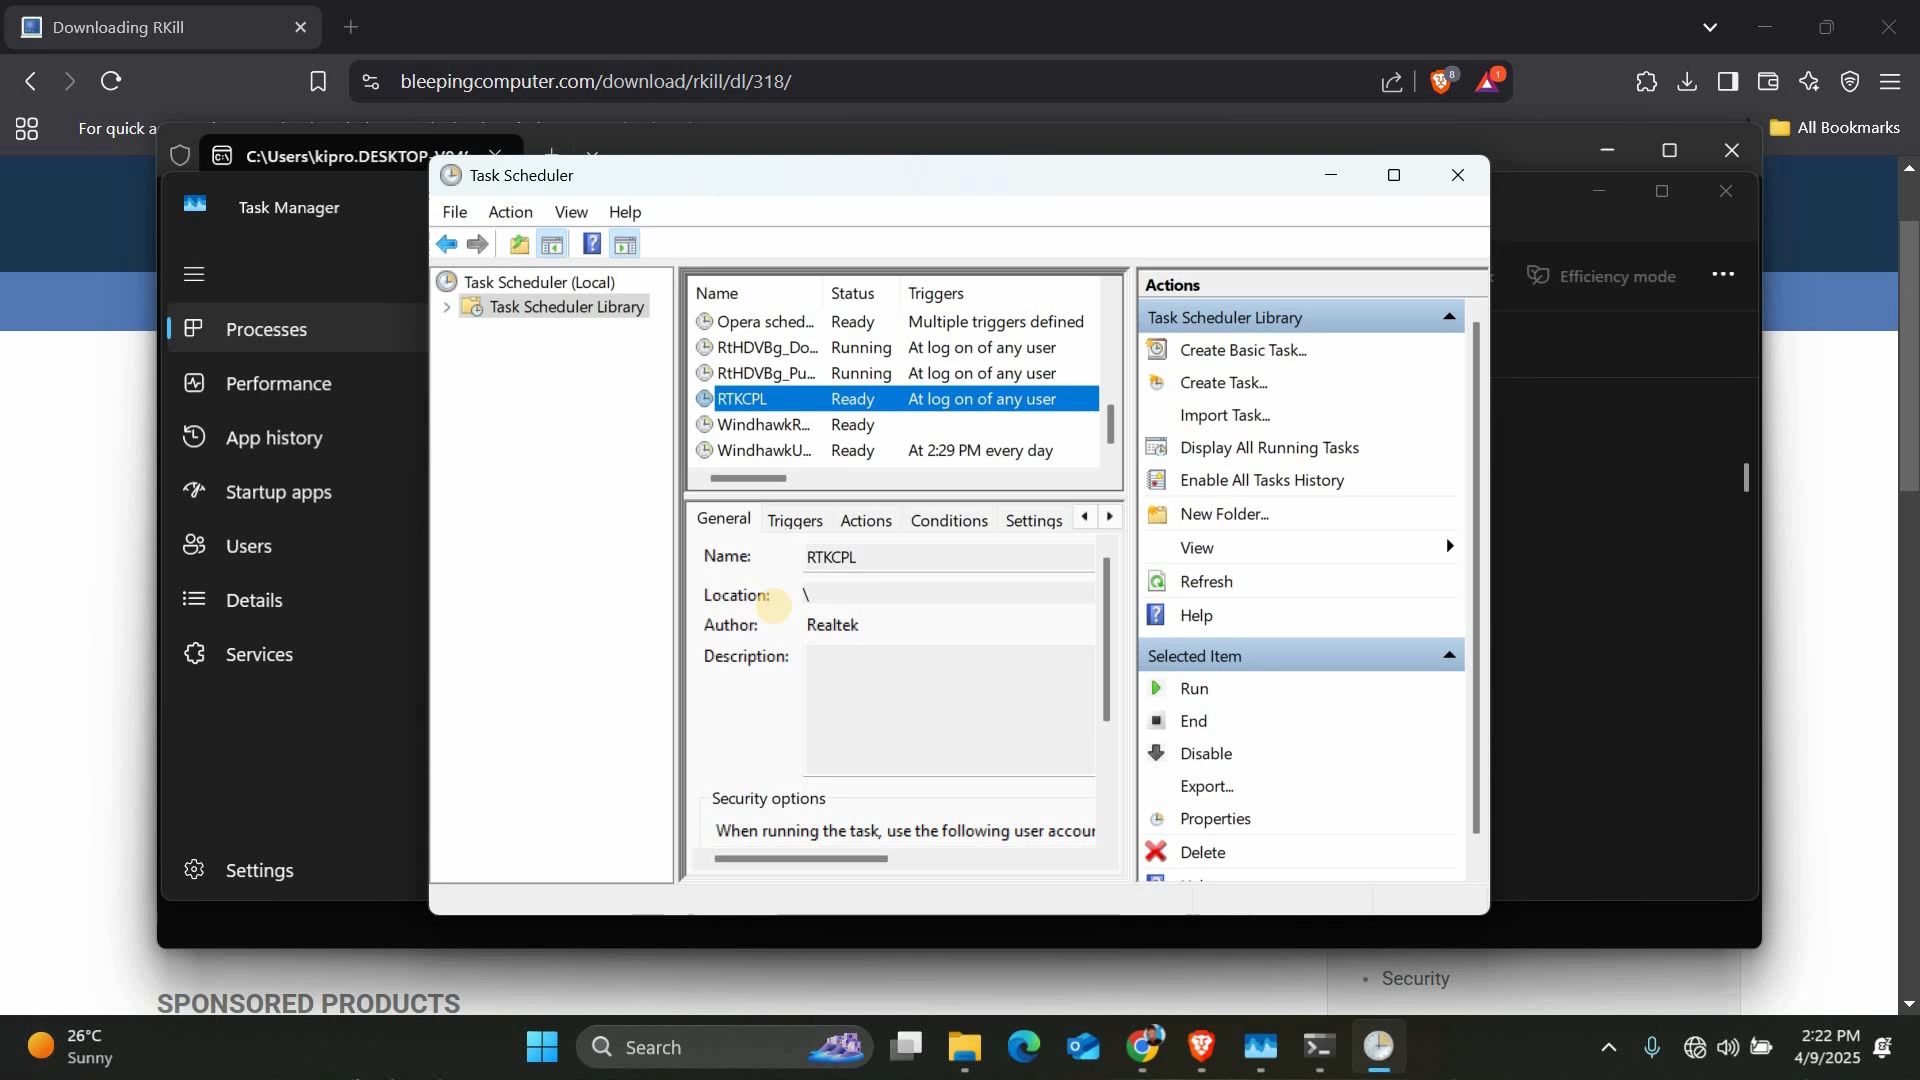 Downloading RKill
bleepingcomputer.com/download/rkill/dl/318/
8
1
For quick a
All Bookmarks
C:\Users\kipro.DESKTOP-
Task Manager
Processes
Performance
App history
Startup apps
Users
Details
Services
Settings
Efficiency mode
Task Scheduler
File Action View Help
Task Scheduler (Local)
Task Scheduler Library
Name Status Triggers
Opera sched... Ready Multiple triggers defined
RtHDVBg_Do... Running At log on of any user
RtHDVBg_Pu... Running At log on of any user
RTKCPL Ready At log on of any user
WindhawkR... Ready
WindhawkU... Ready At 2:29 PM every day
General Triggers Actions Conditions Settings
Name: RTKCPL
Location: \
Author: Realtek
Description:
Security options
When running the task, use the following user accour
Actions
Task Scheduler Library
Create Basic Task...
Create Task...
Import Task...
Display All Running Tasks
Enable All Tasks History
New Folder...
View
Refresh
Help
Selected Item
Run
End
Disable
Export...
Properties
Delete
SPONSORED PRODUCTS
• Security
26°C
Sunny
Search
2:22 PM
4/9/2025